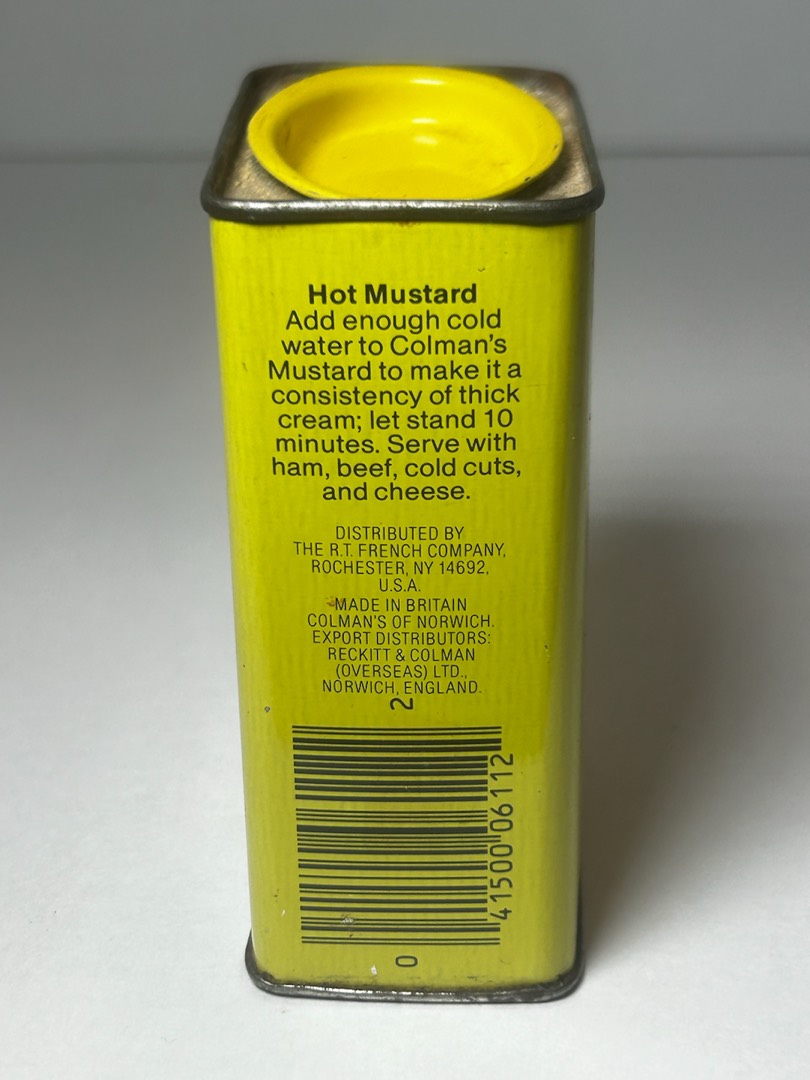 Hot Mustard
Add enough cold
water to Colman's
Mustard to make it a
consistency of thick
cream; let stand 10
minutes. Serve with
ham, beef, cold cuts,
and cheese.
DISTRIBUTED BY
THE R.T. FRENCH COMPANY,
ROCHESTER, NY 14692,
U.S.A.
MADE IN BRITAIN
COLMAN'S OF NORWICH.
EXPORT DISTRIBUTORS:
RECKITT & COLMAN
(OVERSEAS) LTD.,
NORWICH, ENGLAND.
0 41500 06112 2